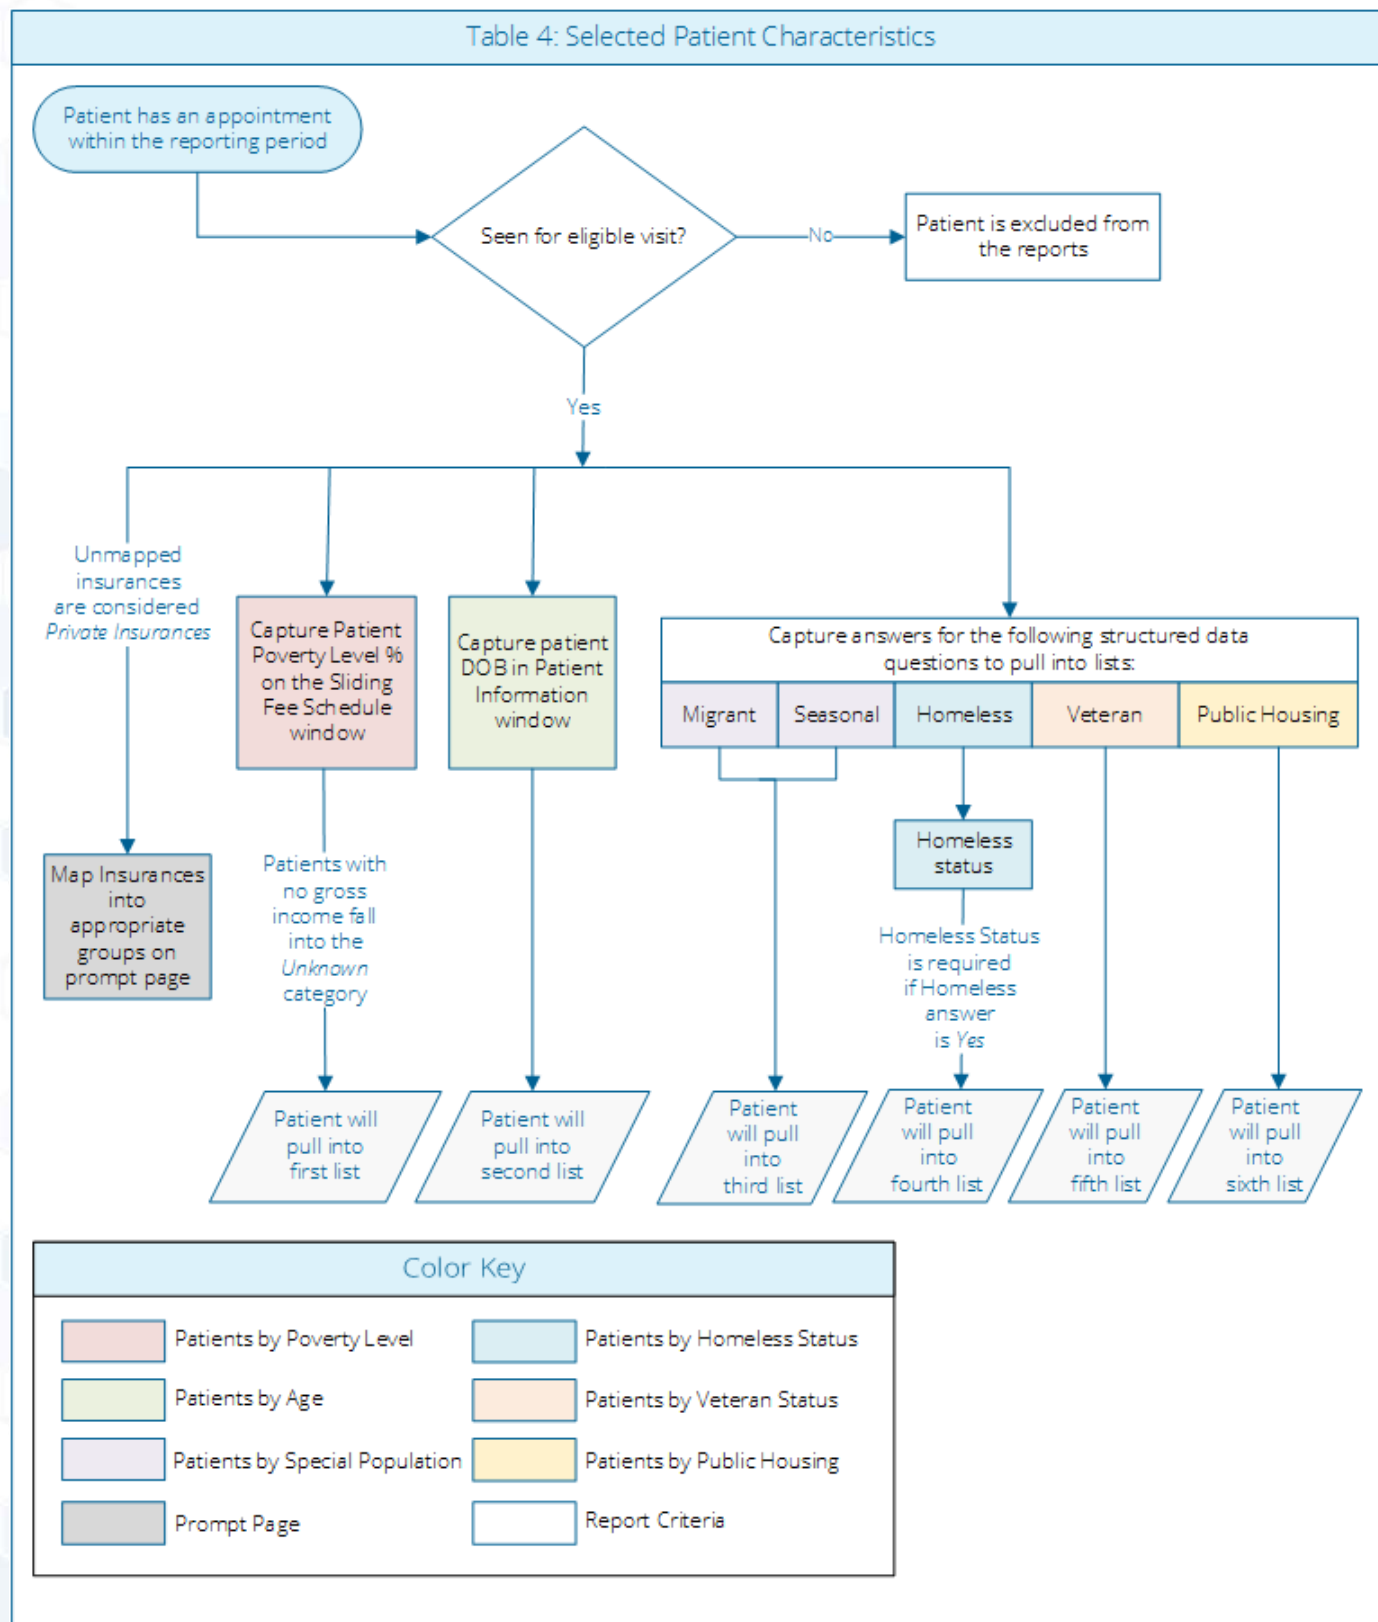 Table 4: Selected Patient Characteristics
Patient has an appointment
within the reporting period
Seen for eligible visit?
No
Patient is excluded from
the reports
Yes
Unmapped
insurances
are considered
Private Insurances
Map Insurances
into
appropriate
groups on
prompt page
Capture Patient
Poverty Level %
on the Sliding
Fee Schedule
window
Patients with
no gross
income fall
into the
Unknown
category
Capture patient
DOB in Patient
Information
window
Capture answers for the following structured data
questions to pull into lists:
Migrant
Seasonal
Homeless
Veteran
Public Housing
Homeless
status
Homeless Status
is required
if Homeless
answer
is Yes
Patient will
pull into
first list
Patient will
pull into
second list
Patient
will pull
into
third list
Patient
will pull
into
fourth list
Patient
will pull
into
fifth list
Patient
will pull
into
sixth list
Color Key
Patients by Poverty Level
Patients by Homeless Status
Patients by Age
Patients by Veteran Status
Patients by Special Population
Patients by Public Housing
Prompt Page
Report Criteria